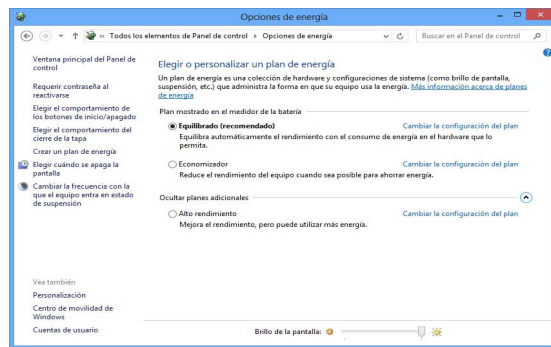 Opciones de energía
« Todos los elementos de Panel de control › Opciones de energía
Buscar en el Panel de control
Ventana principal del Panel de
control
Requerir contraseña al
reactivarse
Elegir el comportamiento de
los botones de inicio/apagado
Elegir el comportamiento del
cierre de la tapa
Crear un plan de energía
Elegir cuándo se apaga la
pantalla
Cambiar la frecuencia con la
que el equipo entra en estado
de suspensión
Elegir o personalizar un plan de energía
Un plan de energía es una colección de hardware y configuraciones de sistema (como brillo de pantalla,
suspensión, etc.) que administra la forma en que su equipo usa la energía. Más información acerca de planes
de energía
Plan mostrado en el medidor de la batería
Equilibrado (recomendado) Cambiar la configuración del plan
Equilibra automáticamente el rendimiento con el consumo de energía en el hardware que lo
permita.
Economizador Cambiar la configuración del plan
Reduce el rendimiento del equipo cuando sea posible para ahorrar energía.
Ocultar planes adicionales
Alto rendimiento Cambiar la configuración del plan
Mejora el rendimiento, pero puede utilizar más energía.
Vea también
Personalización
Centro de movilidad de
Windows
Cuentas de usuario
Brillo de la pantalla: